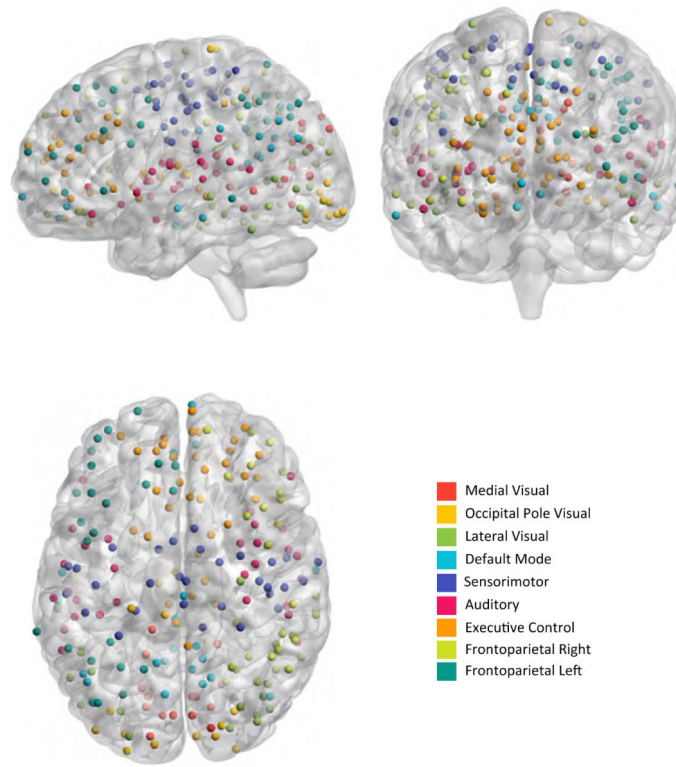 Medial Visual
Occipital Pole Visual
Lateral Visual
Default Mode
Sensorimotor
Auditory
Executive Control
Frontoparietal Right
Frontoparietal Left